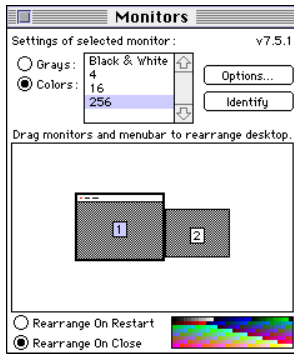 Monitors
Settings of selected monitor: v7.5.1
Grays:
Colors:
Black & White
4
16
256
Options...
Identify
Drag monitors and menubar to rearrange desktop.
1
2
Rearrange On Restart
Rearrange On Close